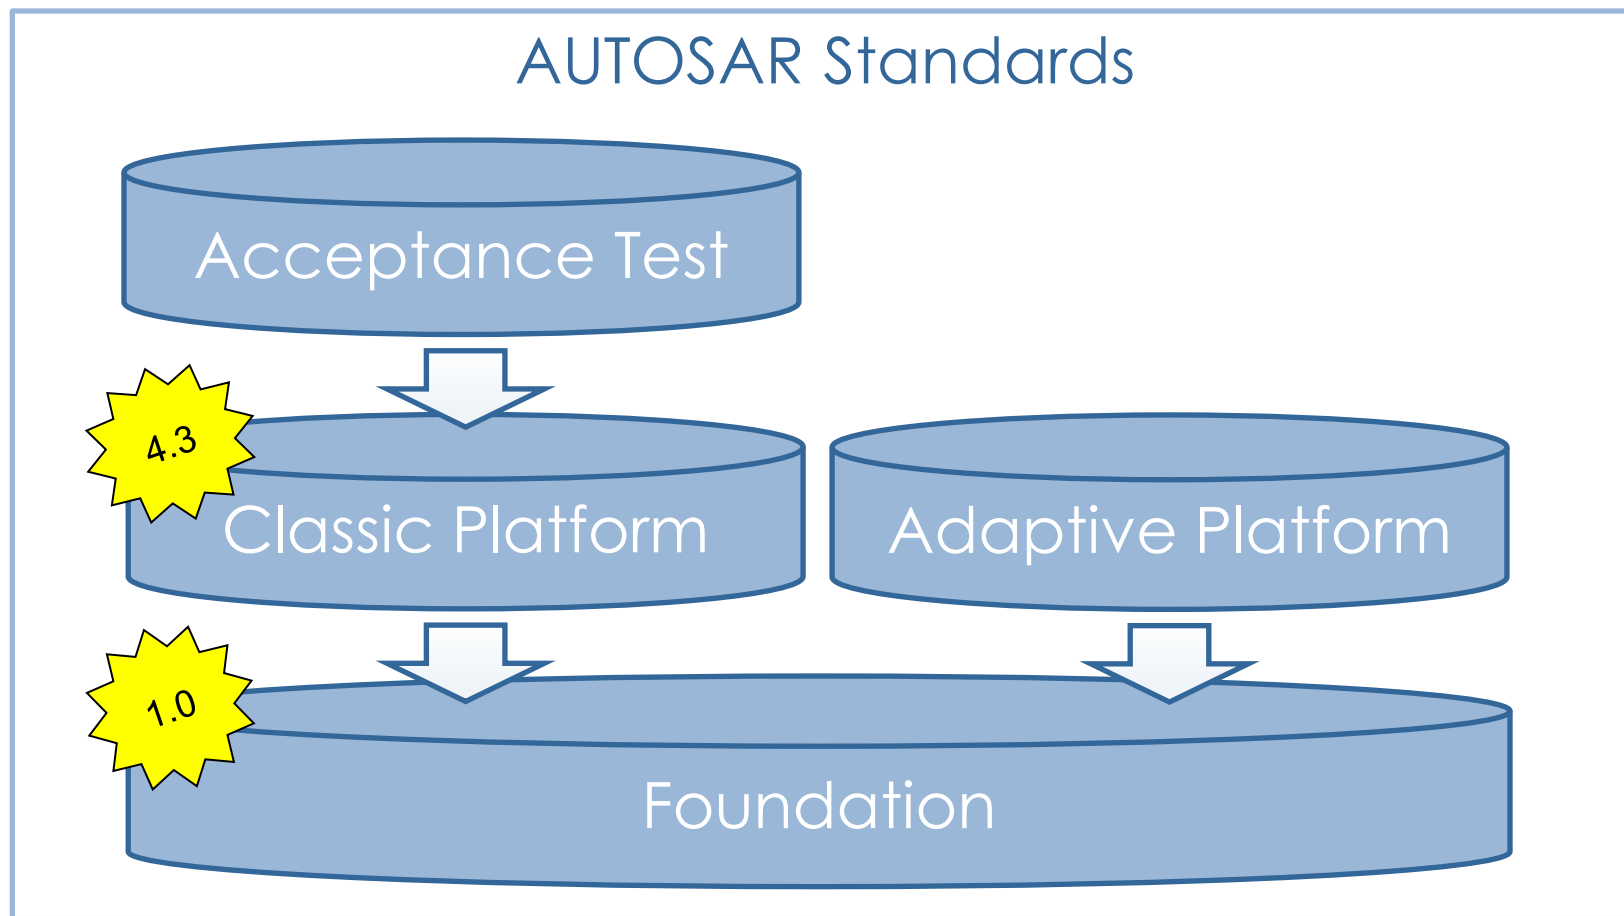 AUTOSAR Standards
Acceptance Test
4.3
Classic Platform
Adaptive Platform
1.0
Foundation